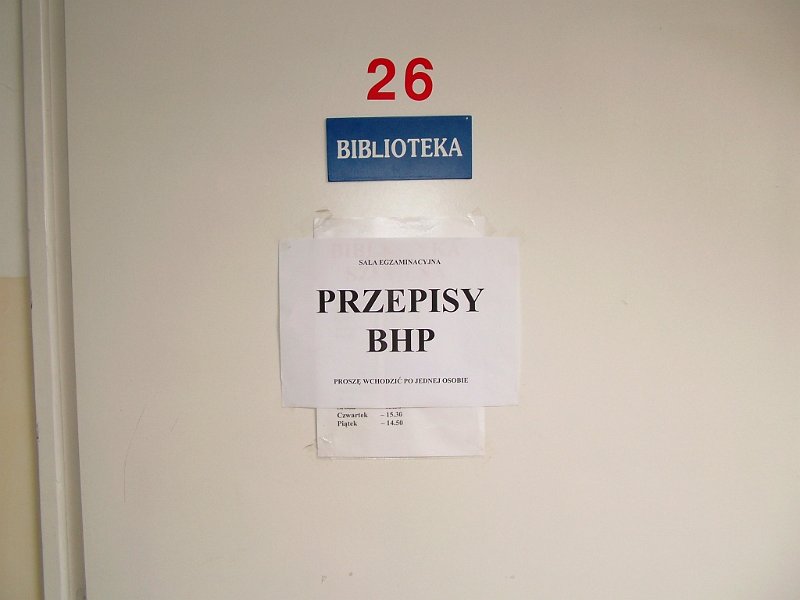 26
BIBLIOTEKA
SALA EGZAMINACYJNA
PRZEPISY
BHP
PROSZĘ WCHODZIĆ PO JEDNEJ OSOBIE
Czwartek – 15.30
Piątek – 14.50